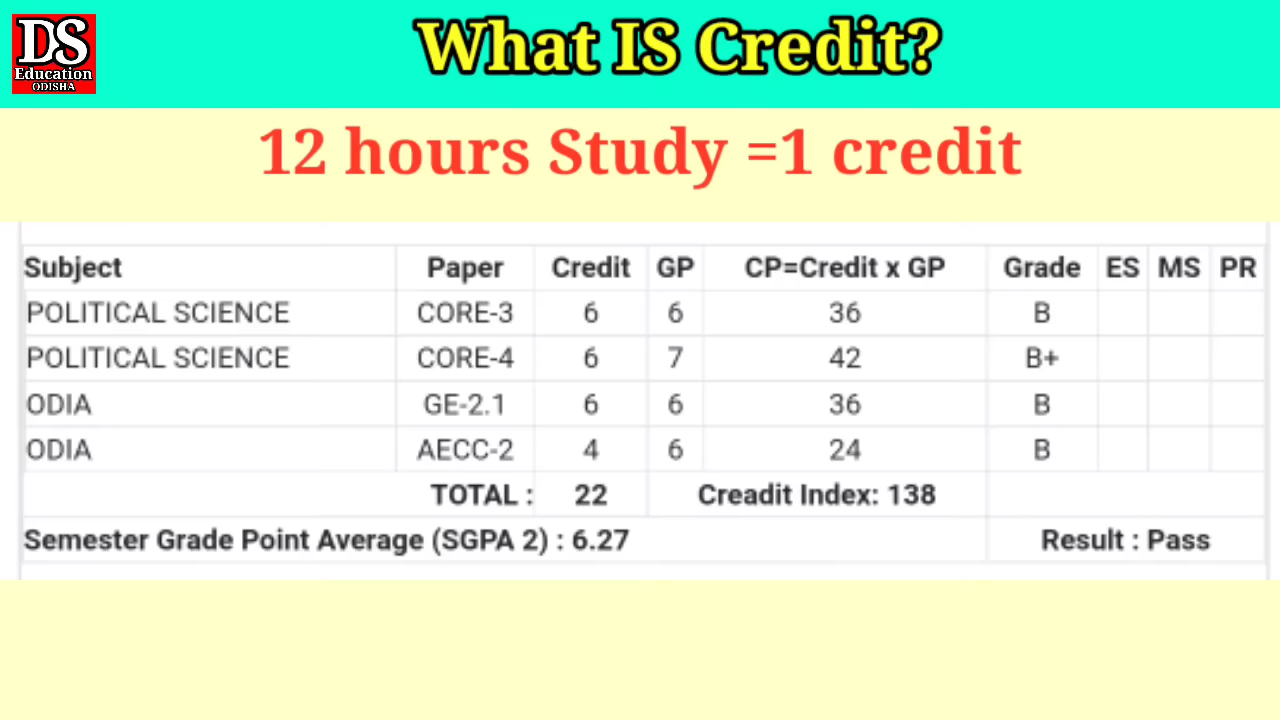 DS
Education
ODISHA
What IS Credit?
12 hours Study =1 credit
Subject Paper Credit GP CP=Credit x GP Grade ES MS PR
POLITICAL SCIENCE CORE-3 6 6 36 B
POLITICAL SCIENCE CORE-4 6 7 42 B+
ODIA GE-2.1 6 6 36 B
ODIA AECC-2 4 6 24 B
TOTAL : 22 Creadit Index: 138
Semester Grade Point Average (SGPA 2) : 6.27 Result : Pass